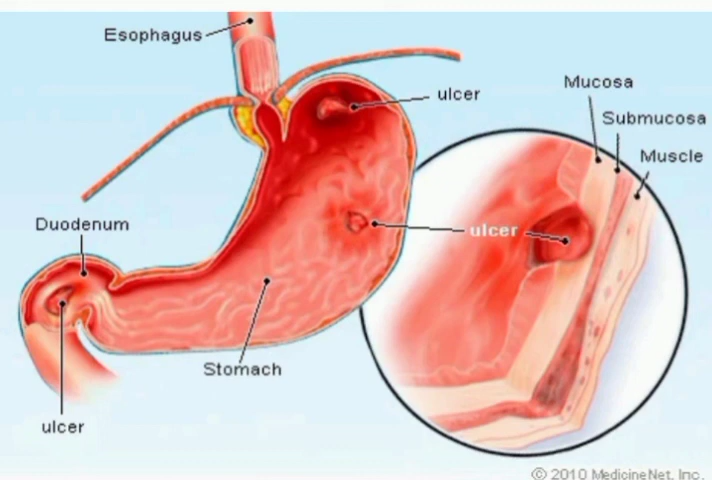 Esophagus
ulcer
Mucosa
Submucosa
Muscle
Duodenum
ulcer
Stomach
ulcer
© 2010 MedicineNet, Inc.